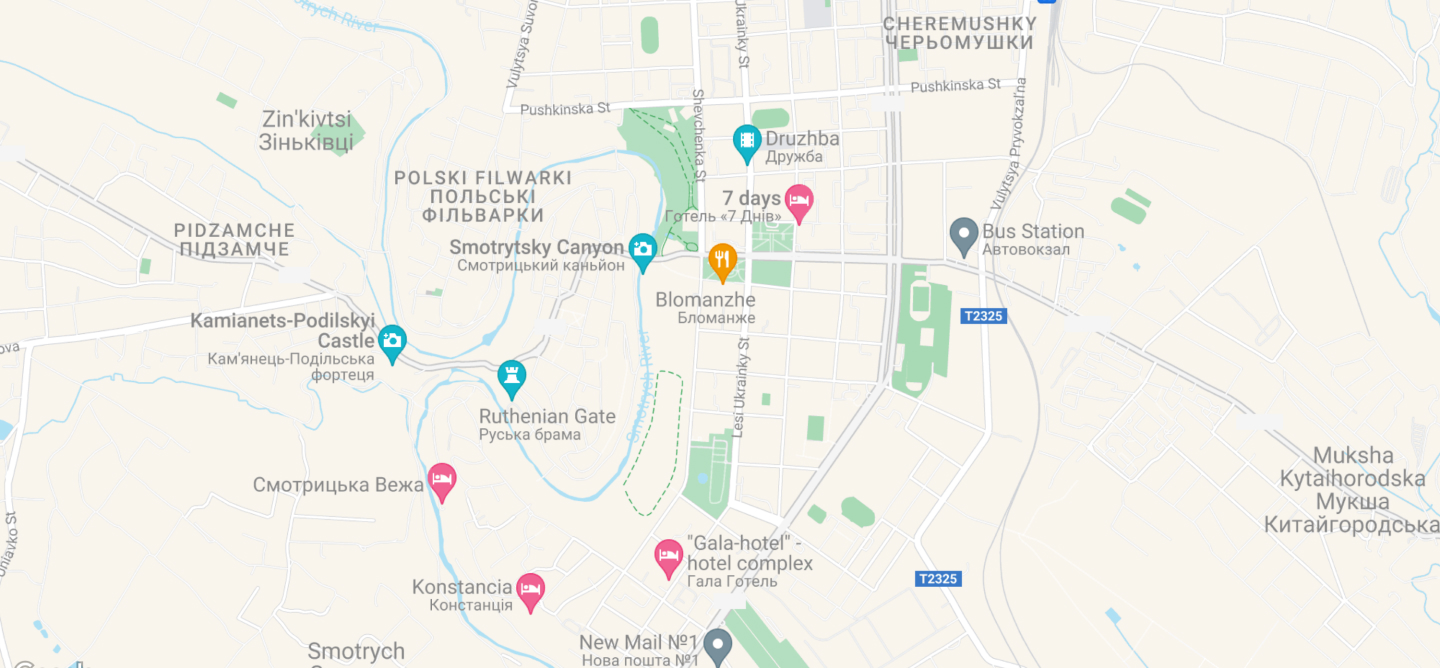 Smotrych River
Vulytsya Suvo
Ukrainky St
CHEREMUSHKY
ЧЕРЬОМУШКИ
Pushkinska St
Pushkinska St
Shevchenka St
Vulytsya Pryvokzal'na
Zin'kivtsi
Зіньківці
Druzhba
Дружба
POLSKI FILWARKI
ПОЛЬСЬКІ
ФІЛЬВАРКИ
7 days
Готель «7 Днів»
PIDZAMCHE
ПІДЗАМЧЕ
Smotrytsky Canyon
Смотрицький каньйон
Bus Station
Автовокзал
Blomanzhe
Бломанже
T2325
Kamianets-Podilskyi
Castle
Кам'янець-Подільська
фортеця
ova
Smotrych River
Lesi Ukrainky St
Ruthenian Gate
Руська брама
Смотрицька Вежа
Muksha
Kytaihorodska
Мукша
Китайгородська
oniavko St
"Gala-hotel" -
hotel complex
Гала Готель
T2325
Konstancia
Констанція
New Mail №1
Нова пошта №1
Smotrych